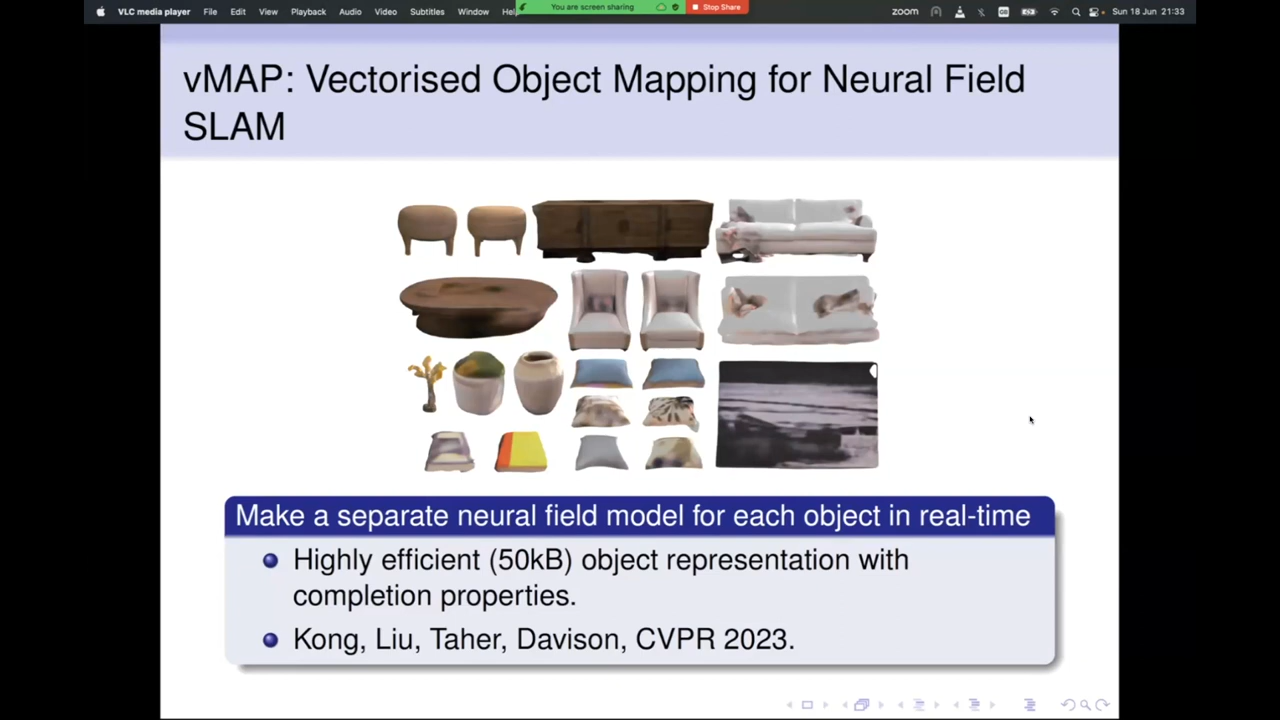 VLC media player File Edit View Playback Audio Video Subtitles Window Help You are screen sharing Stop Share zoom Sun 18 Jun 21:33
vMAP: Vectorised Object Mapping for Neural Field
SLAM
Make a separate neural field model for each object in real-time
Highly efficient (50kB) object representation with
completion properties.
Kong, Liu, Taher, Davison, CVPR 2023.